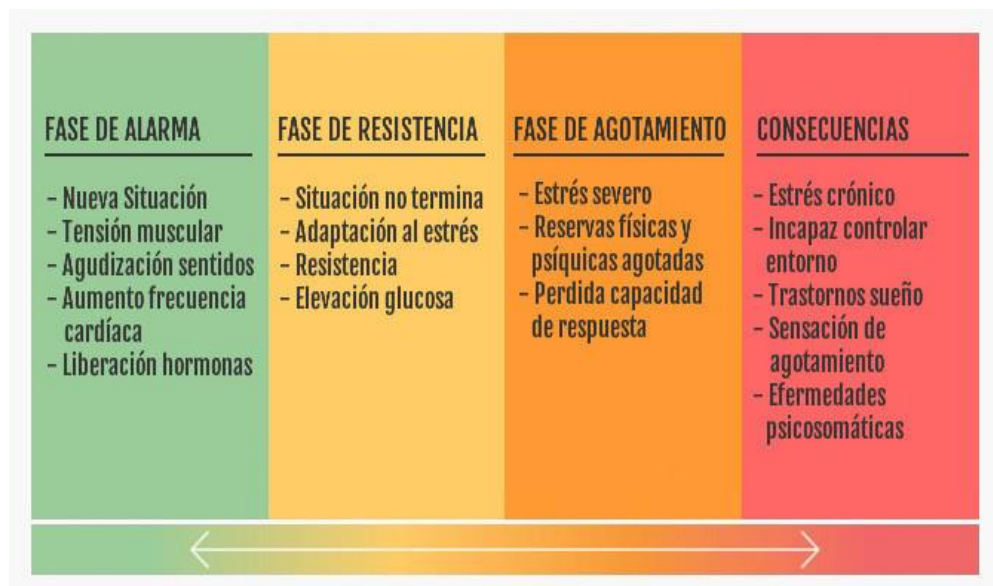 FASE DE ALARMA
- Nueva Situación
- Tensión muscular
- Agudización sentidos
- Aumento frecuencia
cardíaca
- Liberación hormonas
FASE DE RESISTENCIA
- Situación no termina
- Adaptación al estrés
- Resistencia
- Elevación glucosa
FASE DE AGOTAMIENTO
- Estrés severo
- Reservas físicas y
psíquicas agotadas
- Perdida capacidad
de respuesta
CONSECUENCIAS
- Estrés crónico
- Incapaz controlar
entorno
- Trastornos sueño
- Sensación de
agotamiento
- Efermedades
psicosomáticas